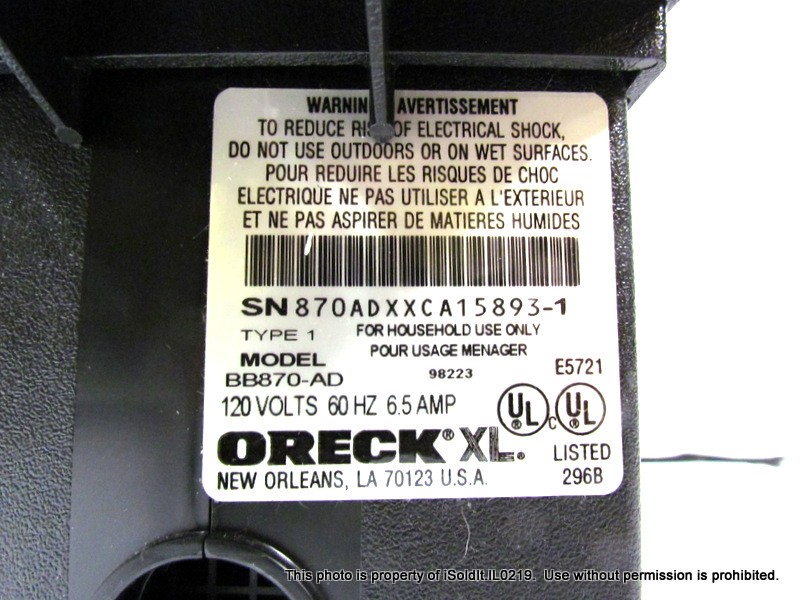 WARNING AVERTISSEMENT
TO REDUCE RISK OF ELECTRICAL SHOCK,
DO NOT USE OUTDOORS OR ON WET SURFACES.
POUR REDUIRE LES RISQUES DE CHOC
ELECTRIQUE NE PAS UTILISER A L'EXTERIEUR
ET NE PAS ASPIRER DE MATIERES HUMIDES
SN 870ADXXCA15893-1
TYPE 1 FOR HOUSEHOLD USE ONLY
POUR USAGE MENAGER
MODEL
BB870-AD 98223 E5721
120 VOLTS 60 HZ 6.5 AMP
UL® C UL®
ORECK® XL®
LISTED
296B
NEW ORLEANS, LA 70123 U.S.A.
This photo is property of iSoldIt.IL0219. Use without permission is prohibited.